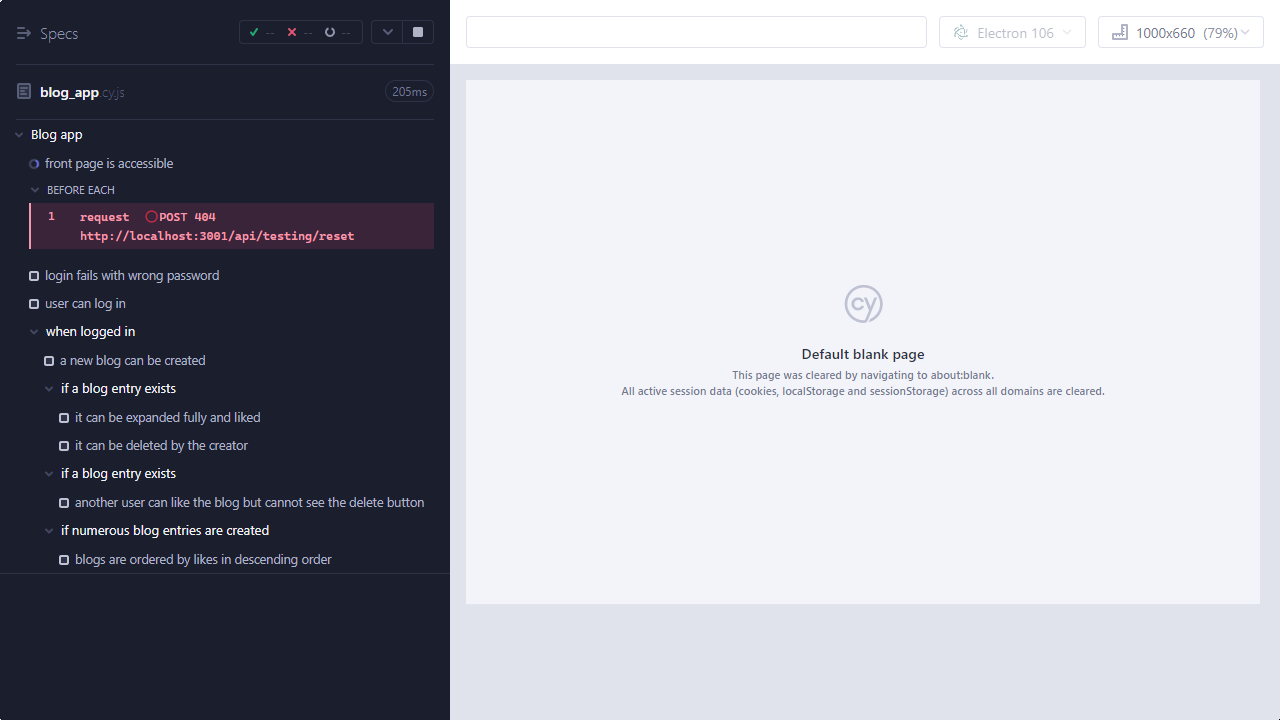 Specs
--
--
--
Electron 106
1000x660 (79%)
blog_app.cy.js
205ms
Blog app
front page is accessible
BEFORE EACH
1 request POST 404
http://localhost:3001/api/testing/reset
login fails with wrong password
user can log in
when logged in
a new blog can be created
if a blog entry exists
it can be expanded fully and liked
it can be deleted by the creator
if a blog entry exists
another user can like the blog but cannot see the delete button
if numerous blog entries are created
blogs are ordered by likes in descending order
cy
Default blank page
This page was cleared by navigating to about:blank.
All active session data (cookies, localStorage and sessionStorage) across all domains are cleared.